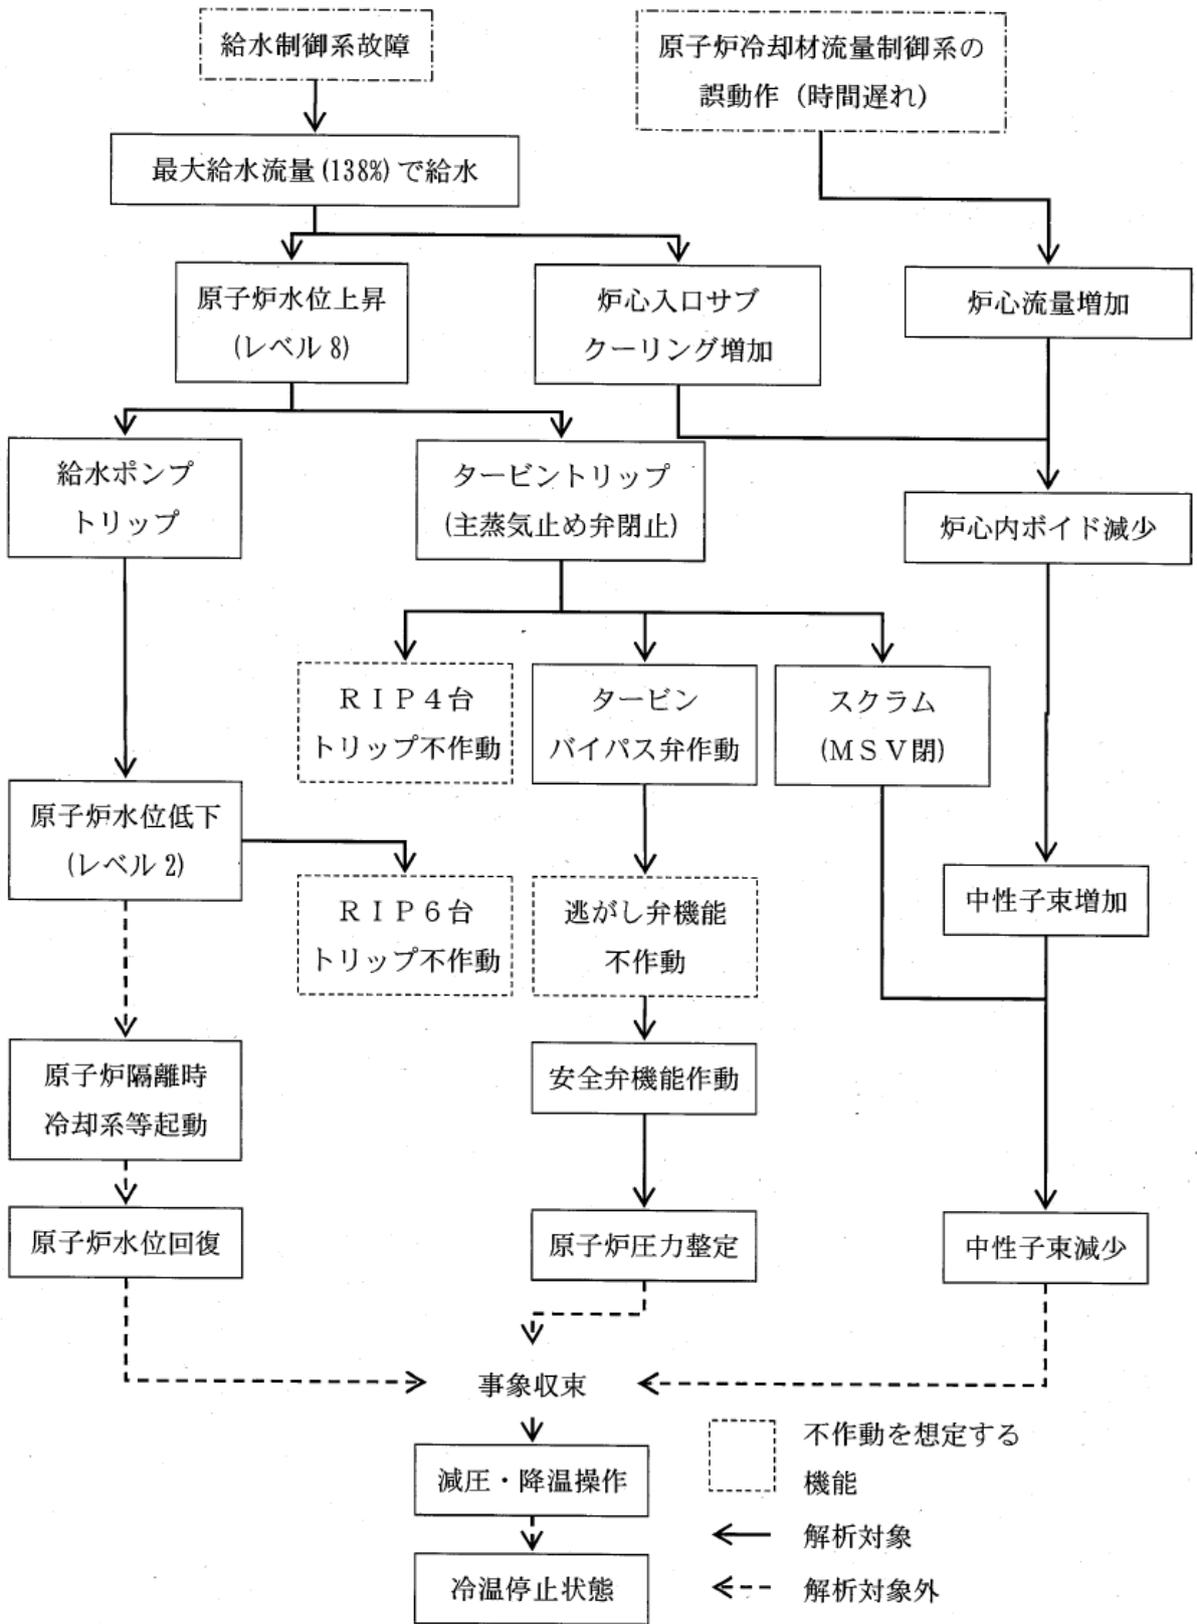 給水制御系故障
原子炉冷却材流量制御系の
誤動作（時間遅れ）
最大給水流量(138%)で給水
原子炉水位上昇
(レベル8)
炉心入口サブ
クーリング増加
炉心流量増加
給水ポンプ
トリップ
タービントリップ
(主蒸気止め弁閉止)
炉心内ボイド減少
ＲＩＰ４台
トリップ不作動
タービン
バイパス弁作動
スクラム
(ＭＳＶ閉)
原子炉水位低下
(レベル2)
ＲＩＰ６台
トリップ不作動
逃がし弁機能
不作動
中性子束増加
原子炉隔離時
冷却系等起動
安全弁機能作動
原子炉水位回復
原子炉圧力整定
中性子束減少
事象収束
減圧・降温操作
冷温停止状態
不作動を想定する
機能
解析対象
解析対象外